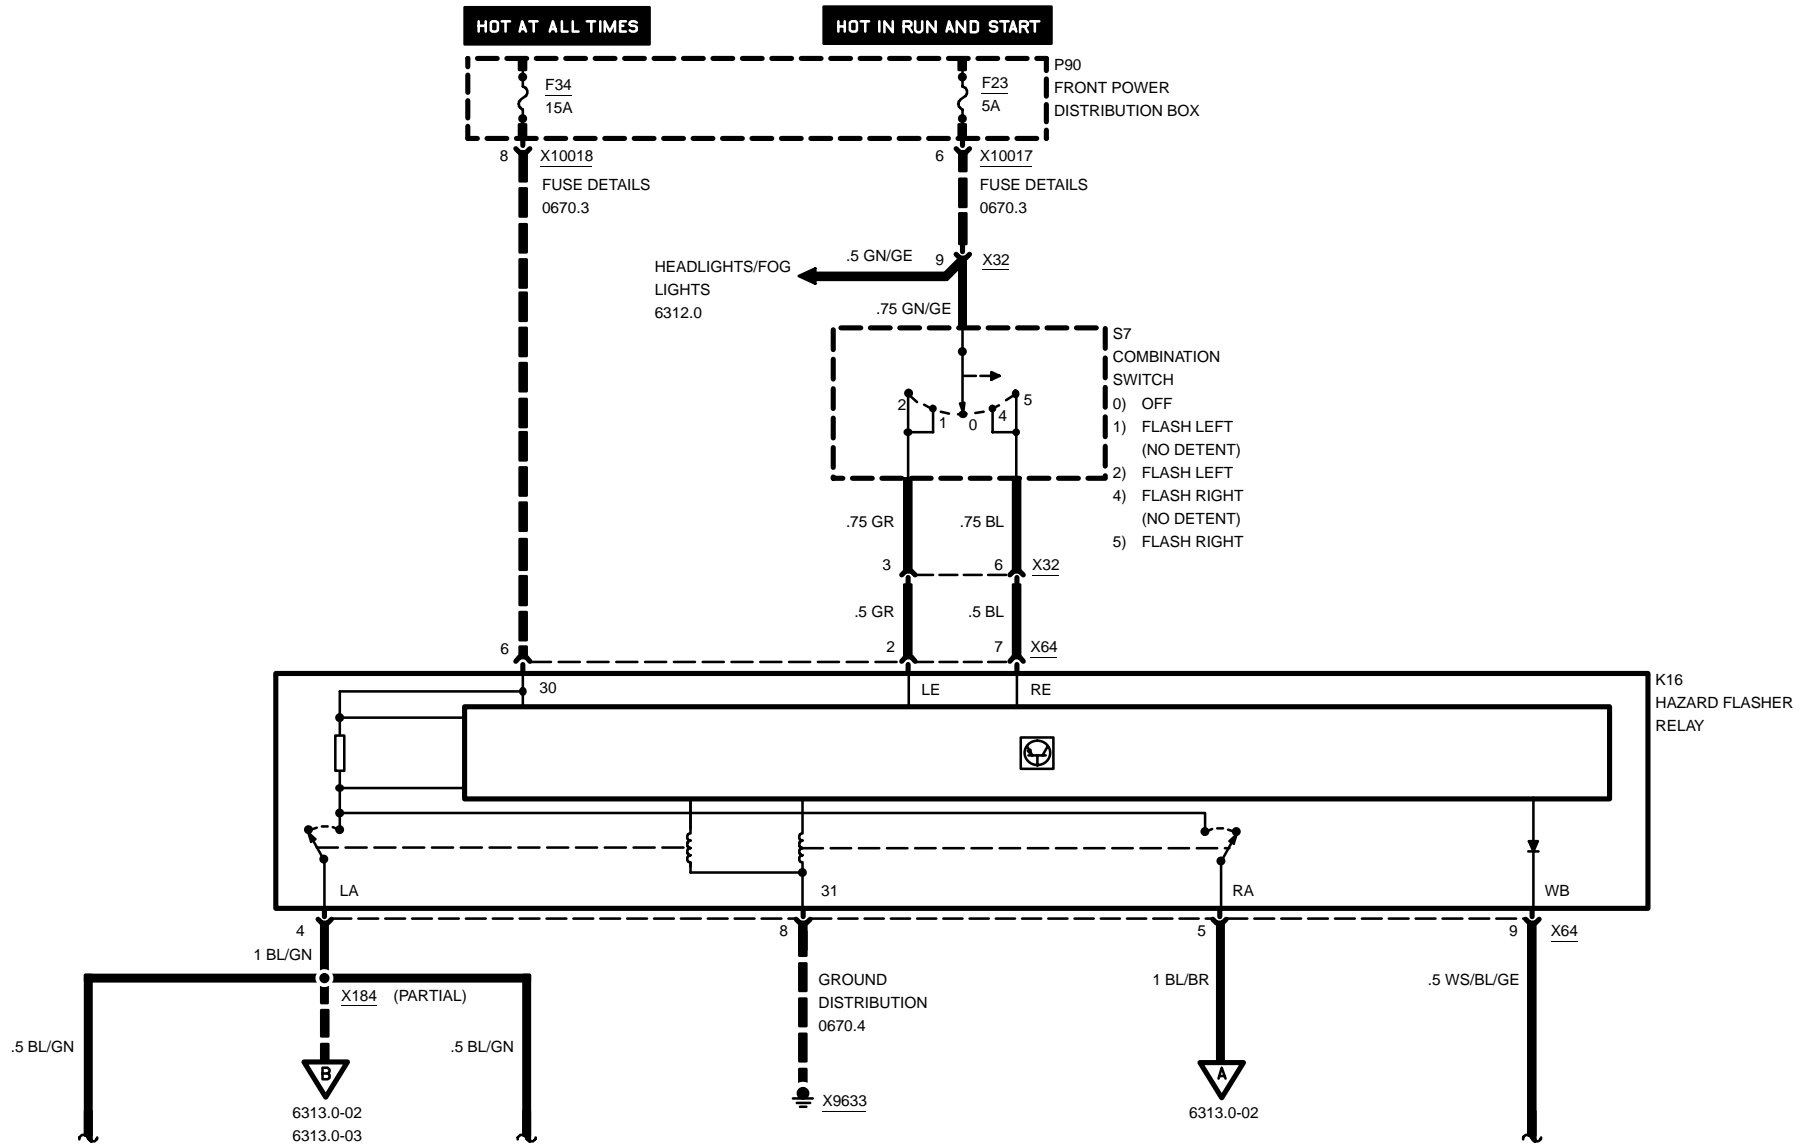 HOT AT ALL TIMES
HOT IN RUN AND START
F34
15A
F23
5A
P90
FRONT POWER
DISTRIBUTION BOX
8
X10018
6
X10017
FUSE DETAILS
0670.3
FUSE DETAILS
0670.3
.5 GN/GE
9
X32
HEADLIGHTS/FOG
LIGHTS
6312.0
.75 GN/GE
S7
COMBINATION
SWITCH
0) OFF
1) FLASH LEFT
(NO DETENT)
2) FLASH LEFT
4) FLASH RIGHT
(NO DETENT)
5) FLASH RIGHT
2
1
0
4
5
.75 GR
.75 BL
3
6
X32
.5 GR
.5 BL
6
2
7
X64
30
LE
RE
K16
HAZARD FLASHER
RELAY
LA
31
RA
WB
4
8
5
9
X64
1 BL/GN
X184 (PARTIAL)
GROUND
DISTRIBUTION
0670.4
1 BL/BR
.5 WS/BL/GE
.5 BL/GN
.5 BL/GN
B
A
6313.0-02
6313.0-03
X9633
6313.0-02